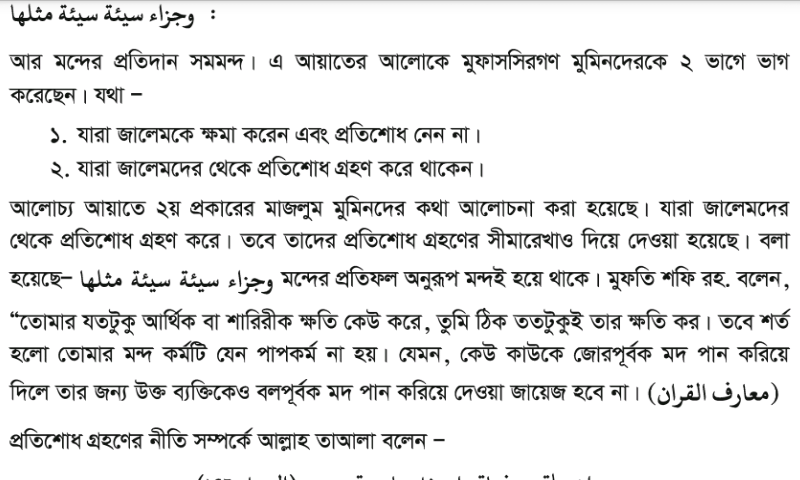 وجزاء سيئة سيئة مثلها :
আর মন্দের প্রতিদান সমমন্দ। এ আয়াতের আলোকে মুফাসসিরগণ মুমিনদেরকে ২ ভাগে ভাগ
করেছেন। যথা –
১. যারা জালেমকে ক্ষমা করেন এবং প্রতিশোধ নেন না।
২. যারা জালেমদের থেকে প্রতিশোধ গ্রহণ করে থাকেন।
আলোচ্য আয়াতে ২য় প্রকারের মাজলুম মুমিনদের কথা আলোচনা করা হয়েছে। যারা জালেমদের
থেকে প্রতিশোধ গ্রহণ করে। তবে তাদের প্রতিশোধ গ্রহণের সীমারেখাও দিয়ে দেওয়া হয়েছে। বলা
হয়েছে– وجزاء سيئة سيئة مثلها মন্দের প্রতিফল অনুরূপ মন্দই হয়ে থাকে। মুফতি শফি রহ. বলেন,
“তোমার যতটুকু আর্থিক বা শারিরীক ক্ষতি কেউ করে, তুমি ঠিক ততটুকুই তার ক্ষতি কর। তবে শর্ত
হলো তোমার মন্দ কর্মটি যেন পাপকর্ম না হয়। যেমন, কেউ কাউকে জোরপূর্বক মদ পান করিয়ে
দিলে তার জন্য উক্ত ব্যক্তিকেও বলপূর্বক মদ পান করিয়ে দেওয়া জায়েজ হবে না। (معارف القران)
প্রতিশোধ গ্রহণের নীতি সম্পর্কে আল্লাহ তাআলা বলেন –